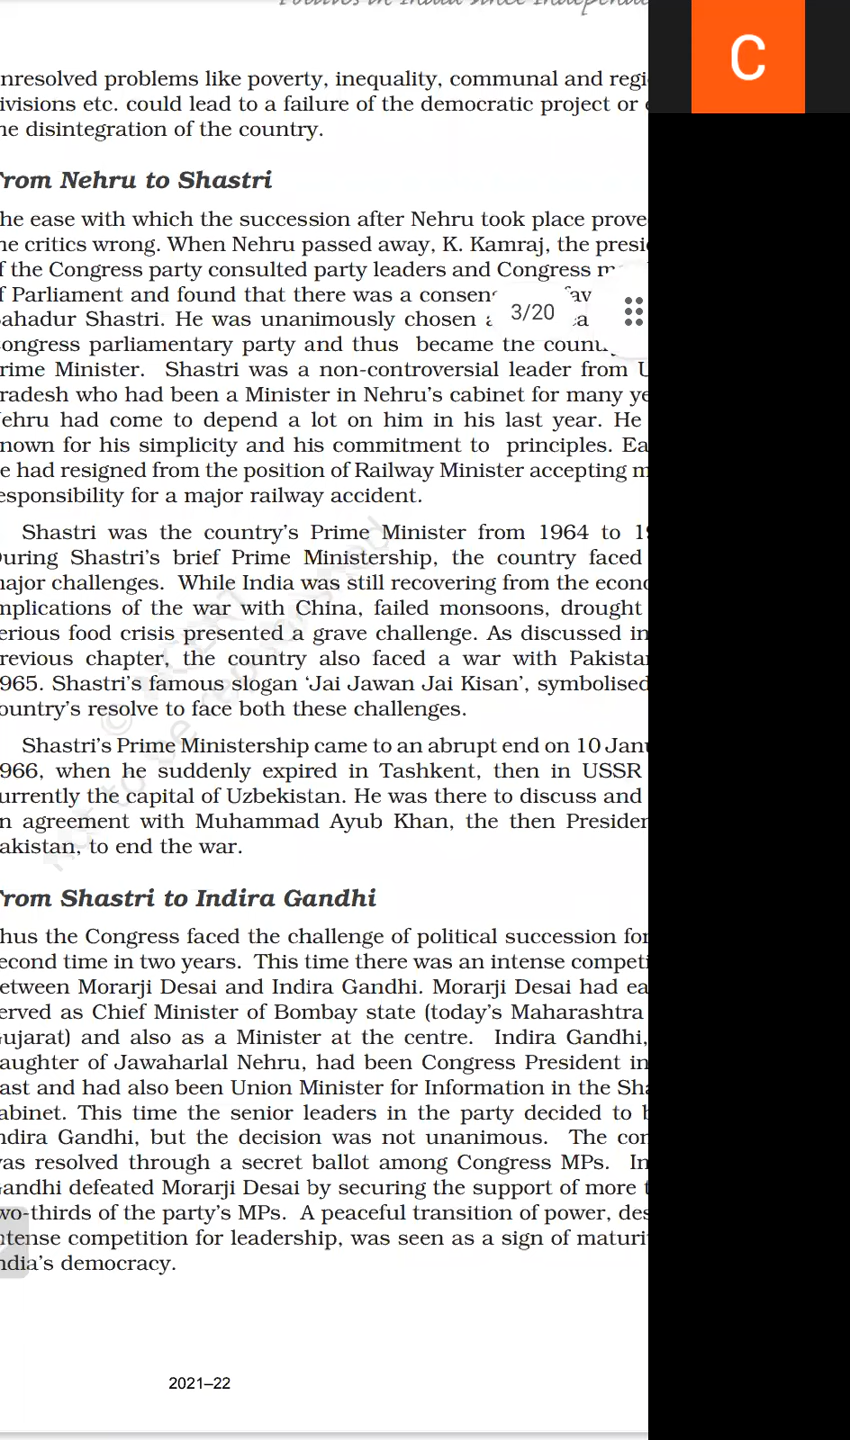 nresolved problems like poverty, inequality, communal and regi
ivisions etc. could lead to a failure of the democratic project or
he disintegration of the country.
From Nehru to Shastri
he ease with which the succession after Nehru took place prove
he critics wrong. When Nehru passed away, K. Kamraj, the presi
f the Congress party consulted party leaders and Congress m
f Parliament and found that there was a consens fav
ahadur Shastri. He was unanimously chosen a
ongress parliamentary party and thus became the count
rime Minister. Shastri was a non-controversial leader from U
radesh who had been a Minister in Nehru's cabinet for many ye
ehru had come to depend a lot on him in his last year. He
nown for his simplicity and his commitment to principles. Ea
e had resigned from the position of Railway Minister accepting m
esponsibility for a major railway accident.
Shastri was the country's Prime Minister from 1964 to 19
uring Shastri's brief Prime Ministership, the country faced
major challenges. While India was still recovering from the econo
mplications of the war with China, failed monsoons, drought
erious food crisis presented a grave challenge. As discussed in
revious chapter, the country also faced a war with Pakistan
965. Shastri's famous slogan 'Jai Jawan Jai Kisan', symbolised
ountry's resolve to face both these challenges.
Shastri's Prime Ministership came to an abrupt end on 10 Janu
966, when he suddenly expired in Tashkent, then in USSR
urrently the capital of Uzbekistan. He was there to discuss and
n agreement with Muhammad Ayub Khan, the then Presiden
akistan, to end the war.
From Shastri to Indira Gandhi
hus the Congress faced the challenge of political succession for
econd time in two years. This time there was an intense competi
etween Morarji Desai and Indira Gandhi. Morarji Desai had ea
erved as Chief Minister of Bombay state (today's Maharashtra
ujarat) and also as a Minister at the centre. Indira Gandhi,
aughter of Jawaharlal Nehru, had been Congress President in
ast and had also been Union Minister for Information in the Sha
abinet. This time the senior leaders in the party decided to b
ndira Gandhi, but the decision was not unanimous. The con
was resolved through a secret ballot among Congress MPs. In
andhi defeated Morarji Desai by securing the support of more t
wo-thirds of the party's MPs. A peaceful transition of power, des
ntense competition for leadership, was seen as a sign of maturi
ndia's democracy.
2021–22
3/20
C
© NCERT
not to be republished